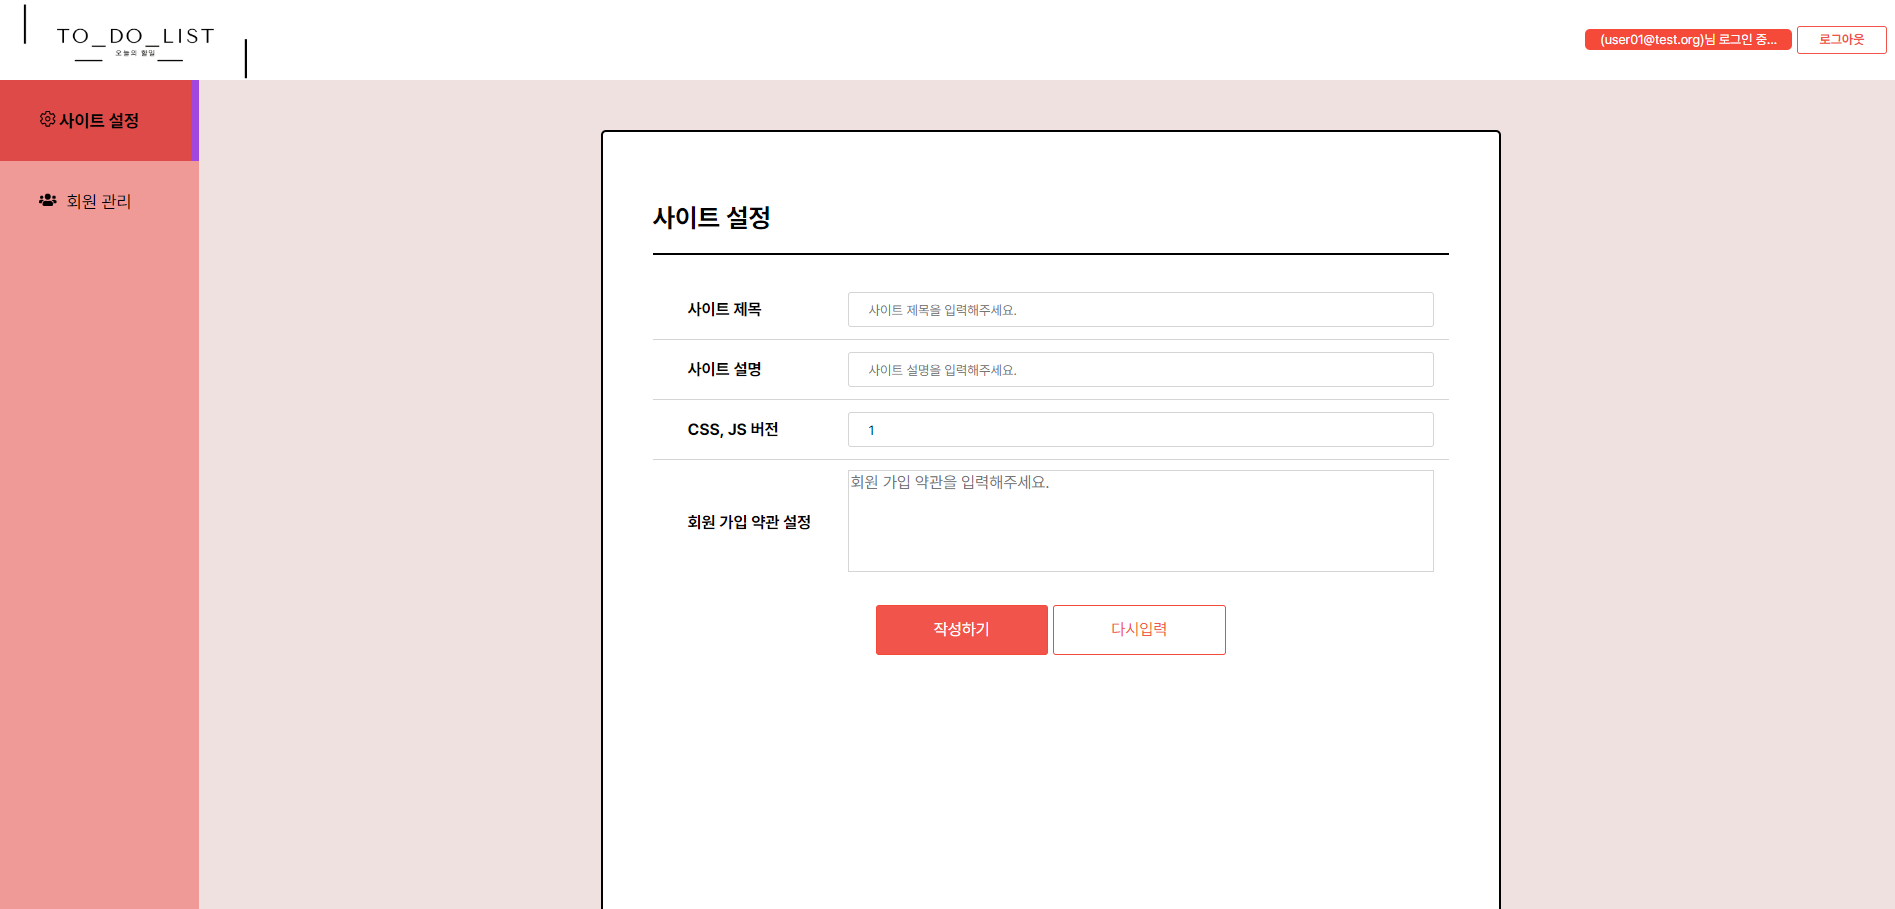 TO_DO_LIST
오늘의 할일
(user01@test.org)님 로그인 중...
로그아웃
사이트 설정
회원 관리
사이트 설정
사이트 제목
사이트 제목을 입력해주세요.
사이트 설명
사이트 설명을 입력해주세요.
CSS, JS 버전
1
회원 가입 약관 설정
회원 가입 약관을 입력해주세요.
작성하기
다시입력